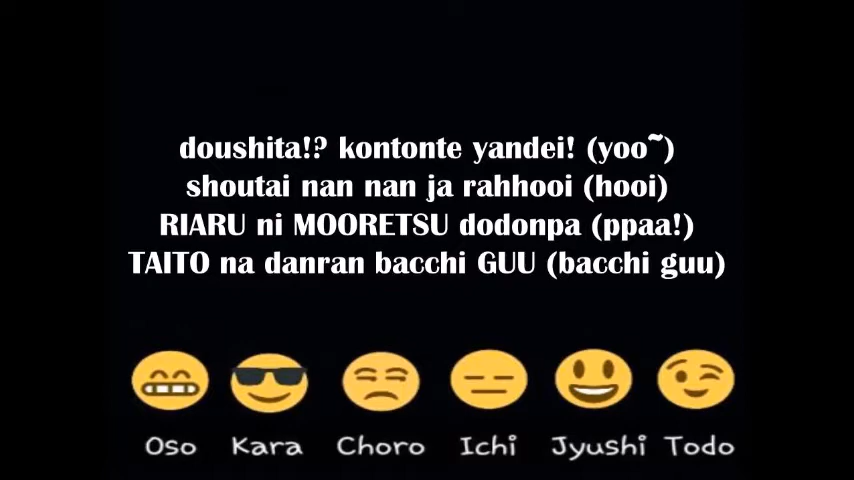 doushita!? kontonte yandei! (yoo~)
shoutai nan nan ja rahhooi (hooi)
RIARU ni MOORETSU dodonpa (ppaa!)
TAITO na danran bacchi GUU (bacchi guu)
Oso Kara Choro Ichi Jyushi Todo